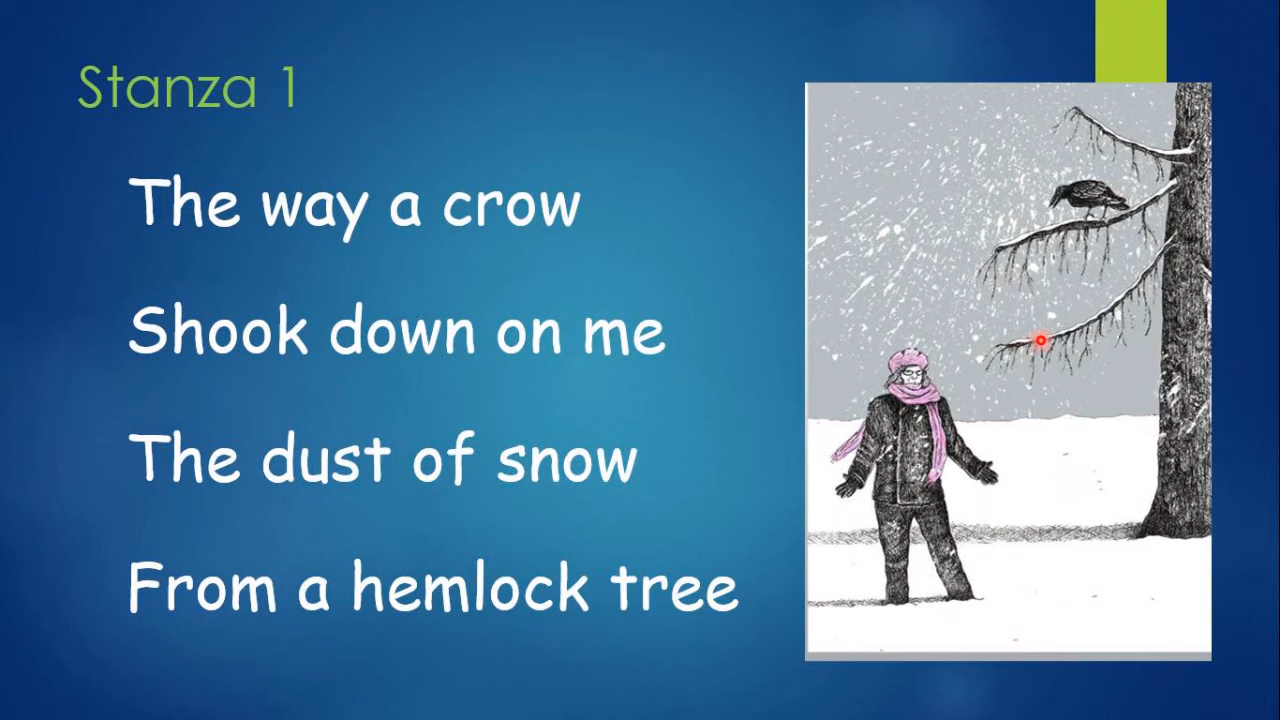 Stanza 1
The way a crow
Shook down on me
The dust of snow
From a hemlock tree